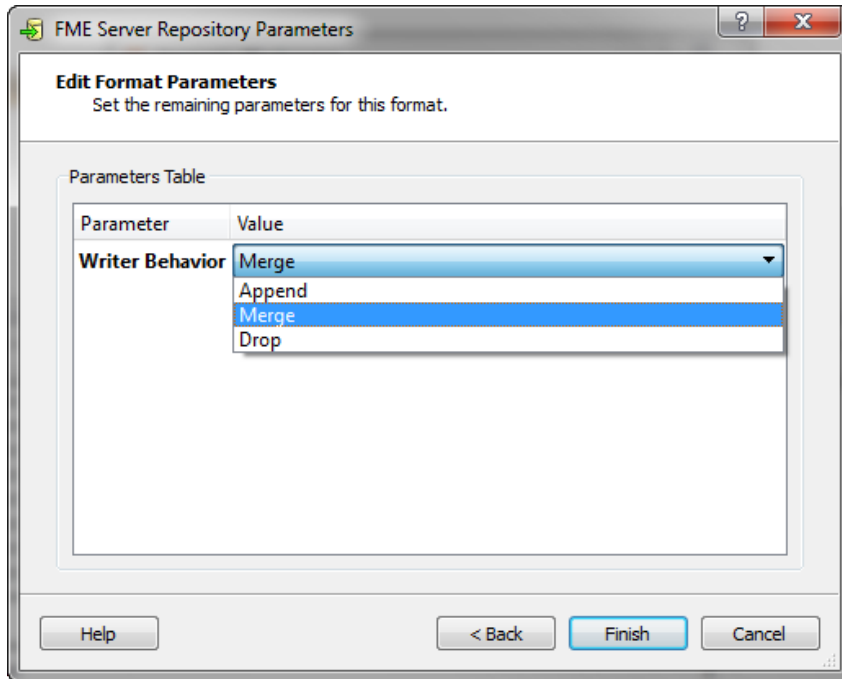 FME Server Repository Parameters
Edit Format Parameters
Set the remaining parameters for this format.
Parameters Table
Parameter Value
Writer Behavior Merge
Append
Merge
Drop
Help < Back Finish Cancel